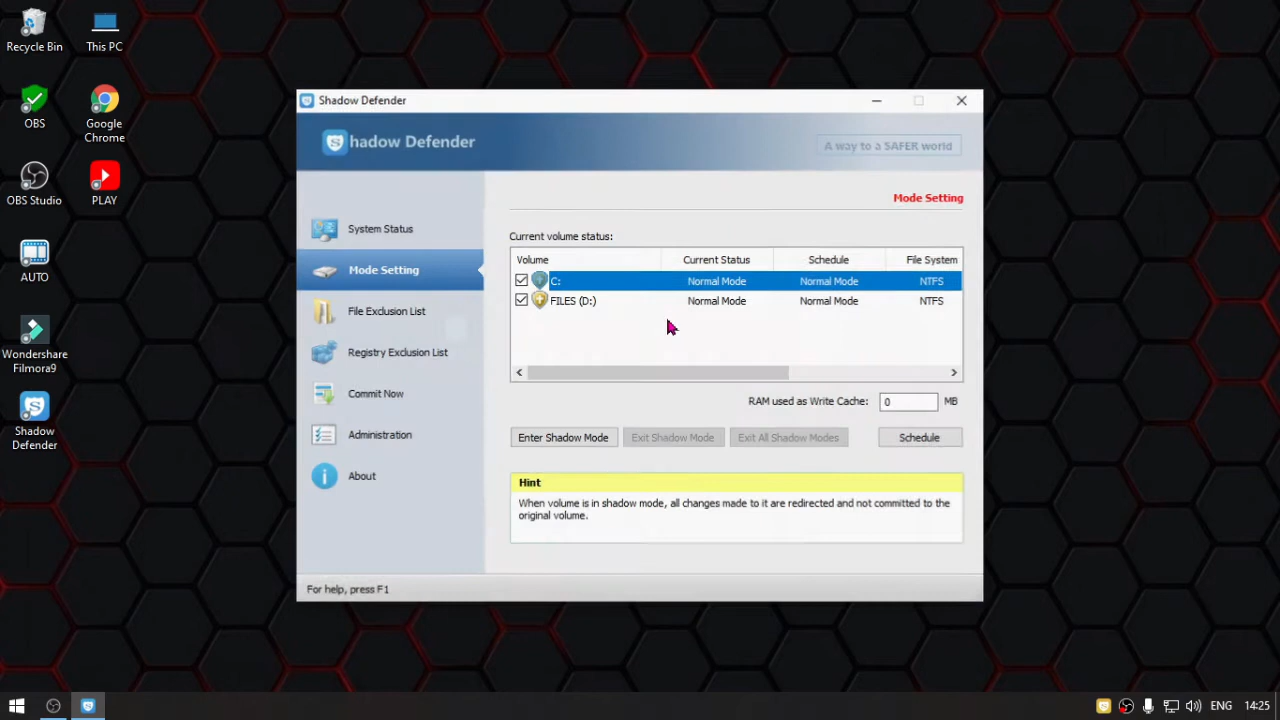 Recycle Bin
This PC
OBS
Google
Chrome
OBS Studio
PLAY
AUTO
Wondershare
Filmora9
Shadow
Defender
Shadow Defender
S
hadow Defender
A way to a SAFER world
System Status
Mode Setting
File Exclusion List
Registry Exclusion List
Commit Now
Administration
About
Mode Setting
Current volume status:
Volume Current Status Schedule File System
C: Normal Mode Normal Mode NTFS
FILES (D:) Normal Mode Normal Mode NTFS
RAM used as Write Cache: 0 MB
Enter Shadow Mode Exit Shadow Mode Exit All Shadow Modes Schedule
Hint
When volume is in shadow mode, all changes made to it are redirected and not committed to the
original volume.
For help, press F1
ENG 14:25